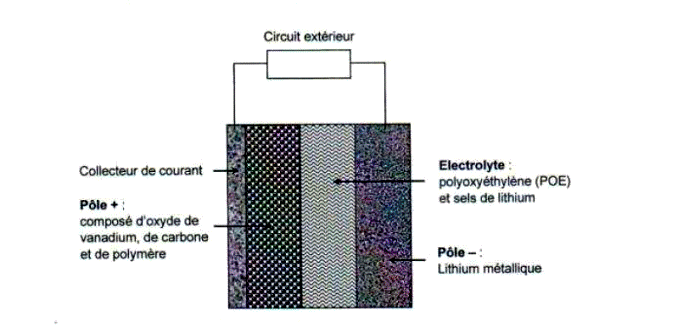 Circuit extérieur
Collecteur de courant
Pôle + :
composé d'oxyde de
vanadium, de carbone
et de polymère
Electrolyte :
polyoxyéthylène (POE)
et sels de lithium
Pôle – :
Lithium métallique